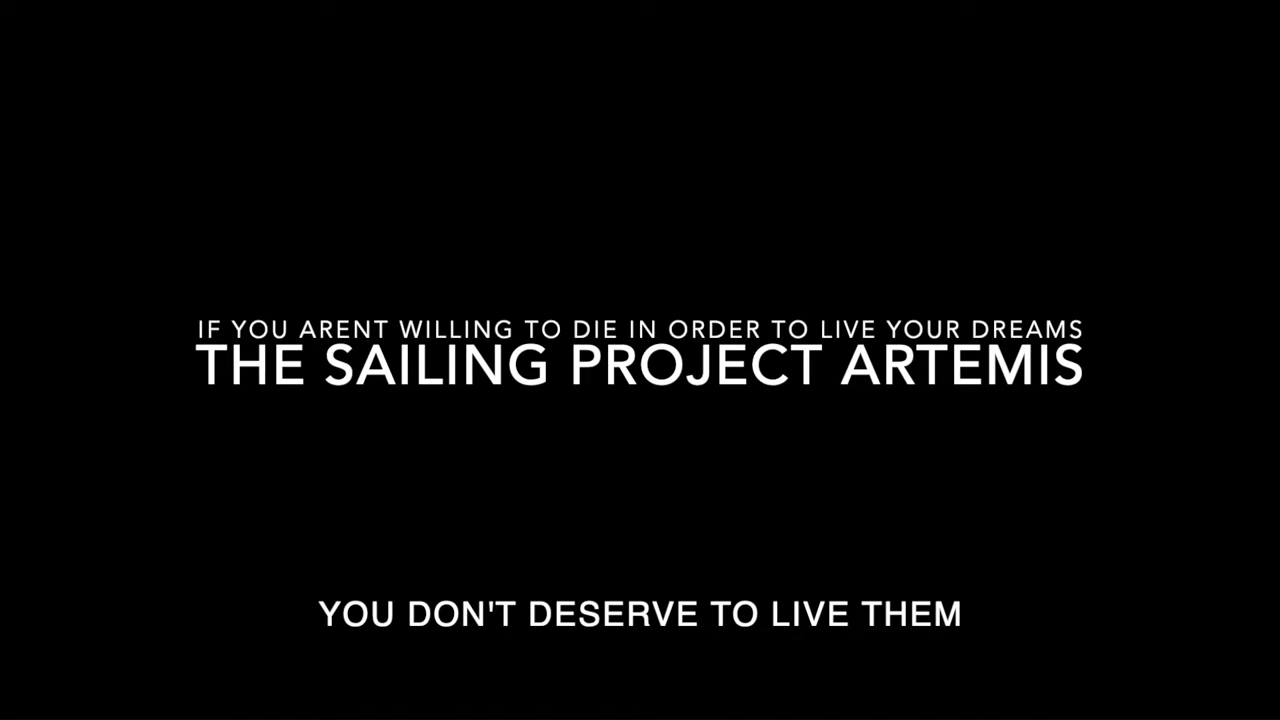 IF YOU ARENT WILLING TO DIE IN ORDER TO LIVE YOUR DREAMS
THE SAILING PROJECT ARTEMIS
YOU DON'T DESERVE TO LIVE THEM